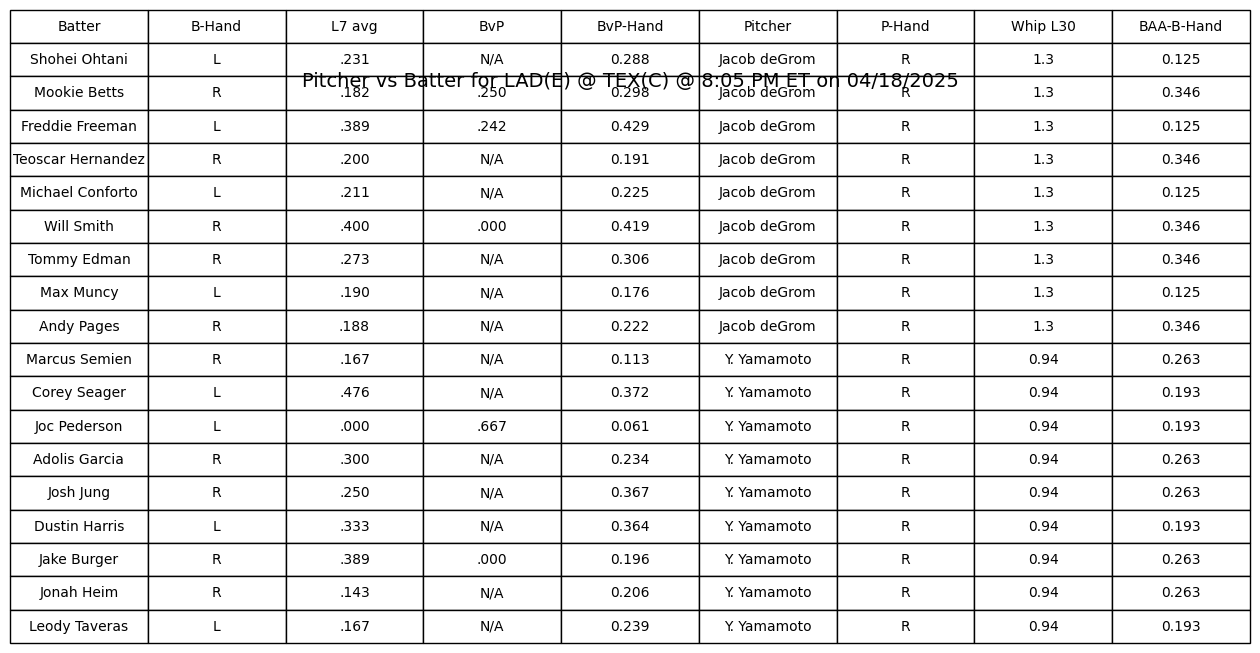 Batter B-Hand L7 avg BvP BvP-Hand Pitcher P-Hand Whip L30 BAA-B-Hand
Shohei Ohtani L .231 N/A 0.288 Jacob deGrom R 1.3 0.125
Pitcher vs Batter for LAD(E) @ TEX(C) @ 8:05 PM ET on 04/18/2025
Mookie Betts R .182 .250 0.298 Jacob deGrom R 1.3 0.346
Freddie Freeman L .389 .242 0.429 Jacob deGrom R 1.3 0.125
Teoscar Hernandez R .200 N/A 0.191 Jacob deGrom R 1.3 0.346
Michael Conforto L .211 N/A 0.225 Jacob deGrom R 1.3 0.125
Will Smith R .400 .000 0.419 Jacob deGrom R 1.3 0.346
Tommy Edman R .273 N/A 0.306 Jacob deGrom R 1.3 0.346
Max Muncy L .190 N/A 0.176 Jacob deGrom R 1.3 0.125
Andy Pages R .188 N/A 0.222 Jacob deGrom R 1.3 0.346
Marcus Semien R .167 N/A 0.113 Y. Yamamoto R 0.94 0.263
Corey Seager L .476 N/A 0.372 Y. Yamamoto R 0.94 0.193
Joc Pederson L .000 .667 0.061 Y. Yamamoto R 0.94 0.193
Adolis Garcia R .300 N/A 0.234 Y. Yamamoto R 0.94 0.263
Josh Jung R .250 N/A 0.367 Y. Yamamoto R 0.94 0.263
Dustin Harris L .333 N/A 0.364 Y. Yamamoto R 0.94 0.193
Jake Burger R .389 .000 0.196 Y. Yamamoto R 0.94 0.263
Jonah Heim R .143 N/A 0.206 Y. Yamamoto R 0.94 0.263
Leody Taveras L .167 N/A 0.239 Y. Yamamoto R 0.94 0.193